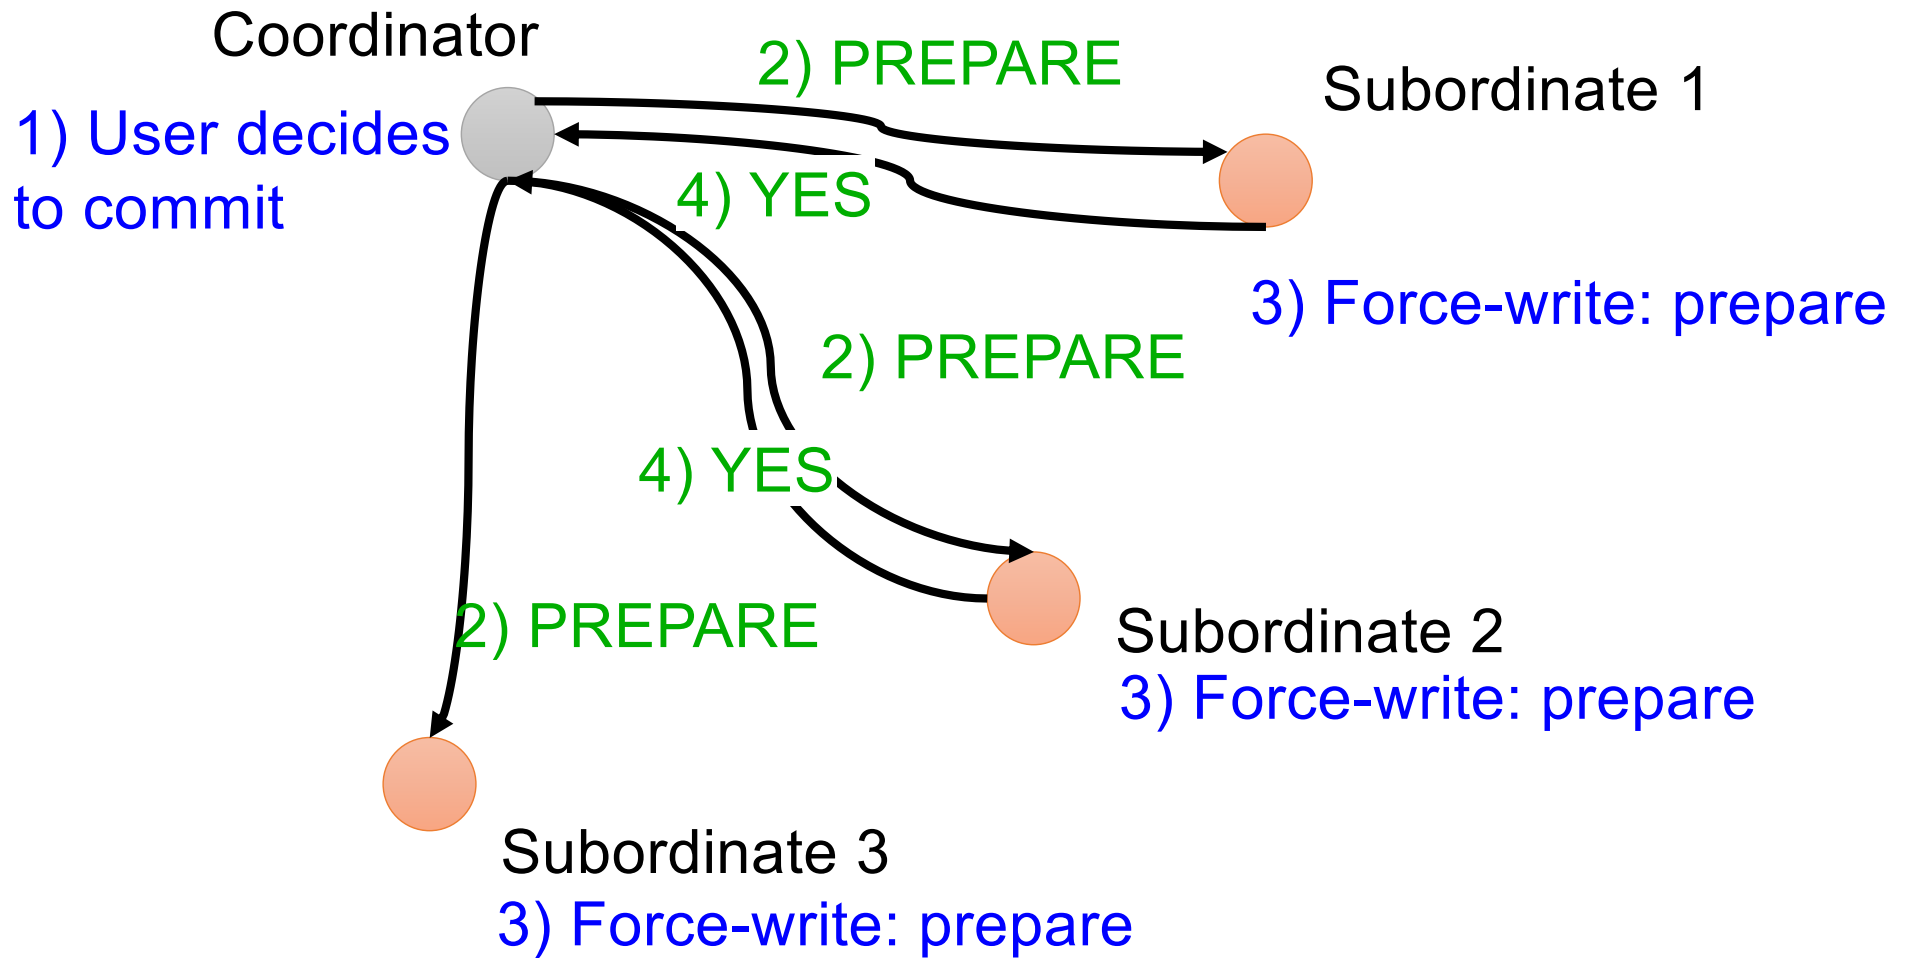 Coordinator
2) PREPARE
Subordinate 1
1) User decides
to commit
4) YES
3) Force-write: prepare
2) PREPARE
4) YES
2) PREPARE
Subordinate 2
3) Force-write: prepare
Subordinate 3
3) Force-write: prepare